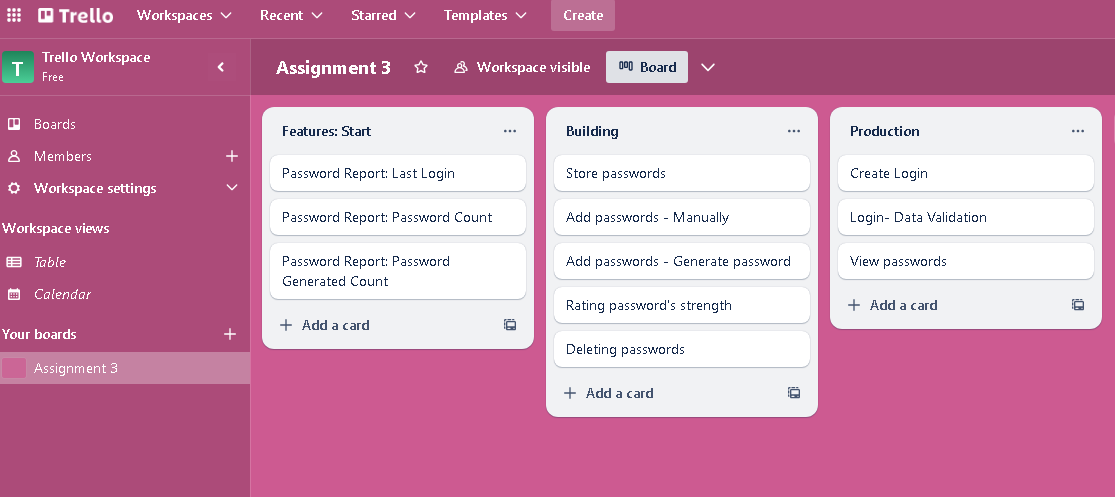 Trello Workspaces Recent Starred Templates Create
T Trello Workspace
Free
Assignment 3 Workspace visible Board
Boards
Members
Workspace settings
Workspace views
Table
Calendar
Your boards
Assignment 3
Features: Start
Password Report: Last Login
Password Report: Password Count
Password Report: Password
Generated Count
Add a card
Building
Store passwords
Add passwords - Manually
Add passwords - Generate password
Rating password's strength
Deleting passwords
Add a card
Production
Create Login
Login- Data Validation
View passwords
Add a card